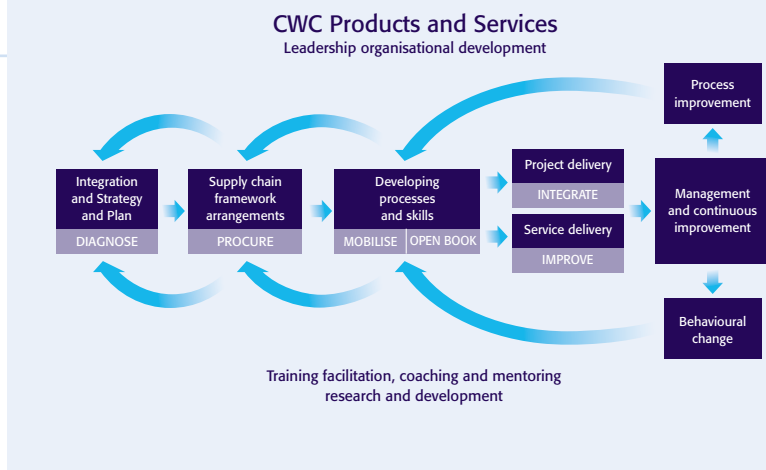 CWC Products and Services
Leadership organisational development
Process
improvement
Integration
and Strategy
and Plan
DIAGNOSE
Supply chain
framework
arrangements
PROCURE
Developing
processes
and skills
MOBILISE
OPEN BOOK
Project delivery
INTEGRATE
Service delivery
IMPROVE
Management
and continuous
improvement
Behavioural
change
Training facilitation, coaching and mentoring
research and development